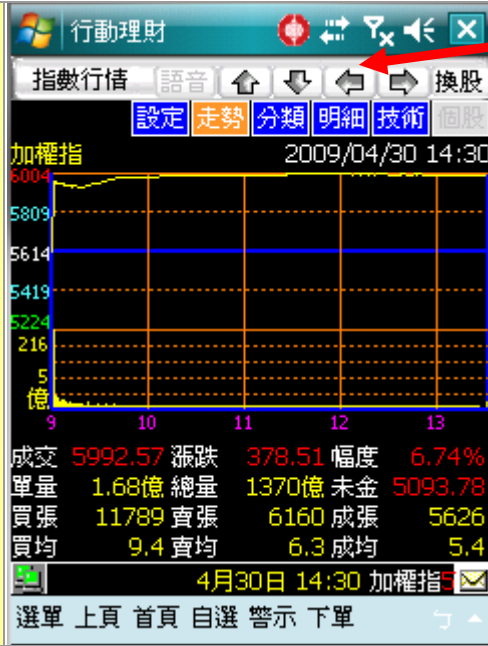 行動理財
指數行情 語音 換股
設定 走勢 分類 明細 技術 個股
加權指 2009/04/30 14:30
6004
5809
5614
5419
5224
216
5
億
9 10 11 12 13
成交 5992.57 漲跌 378.51 幅度 6.74%
單量 1.68億 總量 1370億 未金 5093.78
買張 11789 賣張 6160 成張 5626
買均 9.4 賣均 6.3 成均 5.4
4月30日 14:30 加權指5
選單 上頁 首頁 自選 警示 下單 ㄅ